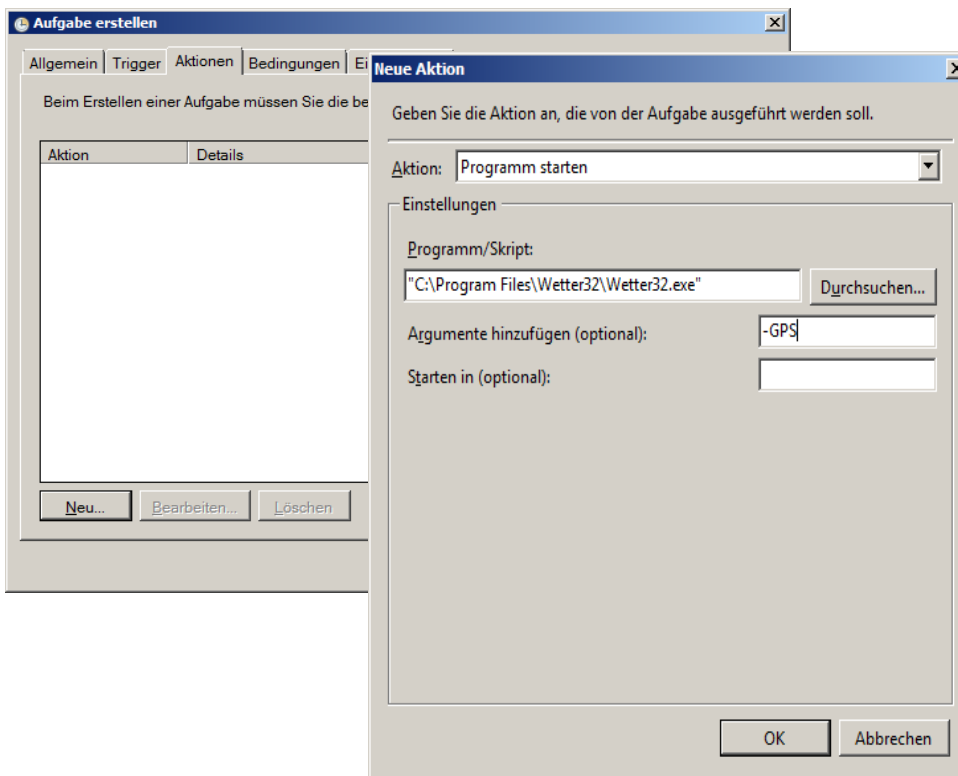 Aufgabe erstellen
Allgemein Trigger Aktionen Bedingungen Ei
Beim Erstellen einer Aufgabe müssen Sie die be
Aktion Details
Neu... Bearbeiten... Löschen
Neue Aktion
Geben Sie die Aktion an, die von der Aufgabe ausgeführt werden soll.
Aktion: Programm starten
Einstellungen
Programm/Skript:
"C:\Program Files\Wetter32\Wetter32.exe" Durchsuchen...
Argumente hinzufügen (optional): -GPS
Starten in (optional):
OK Abbrechen